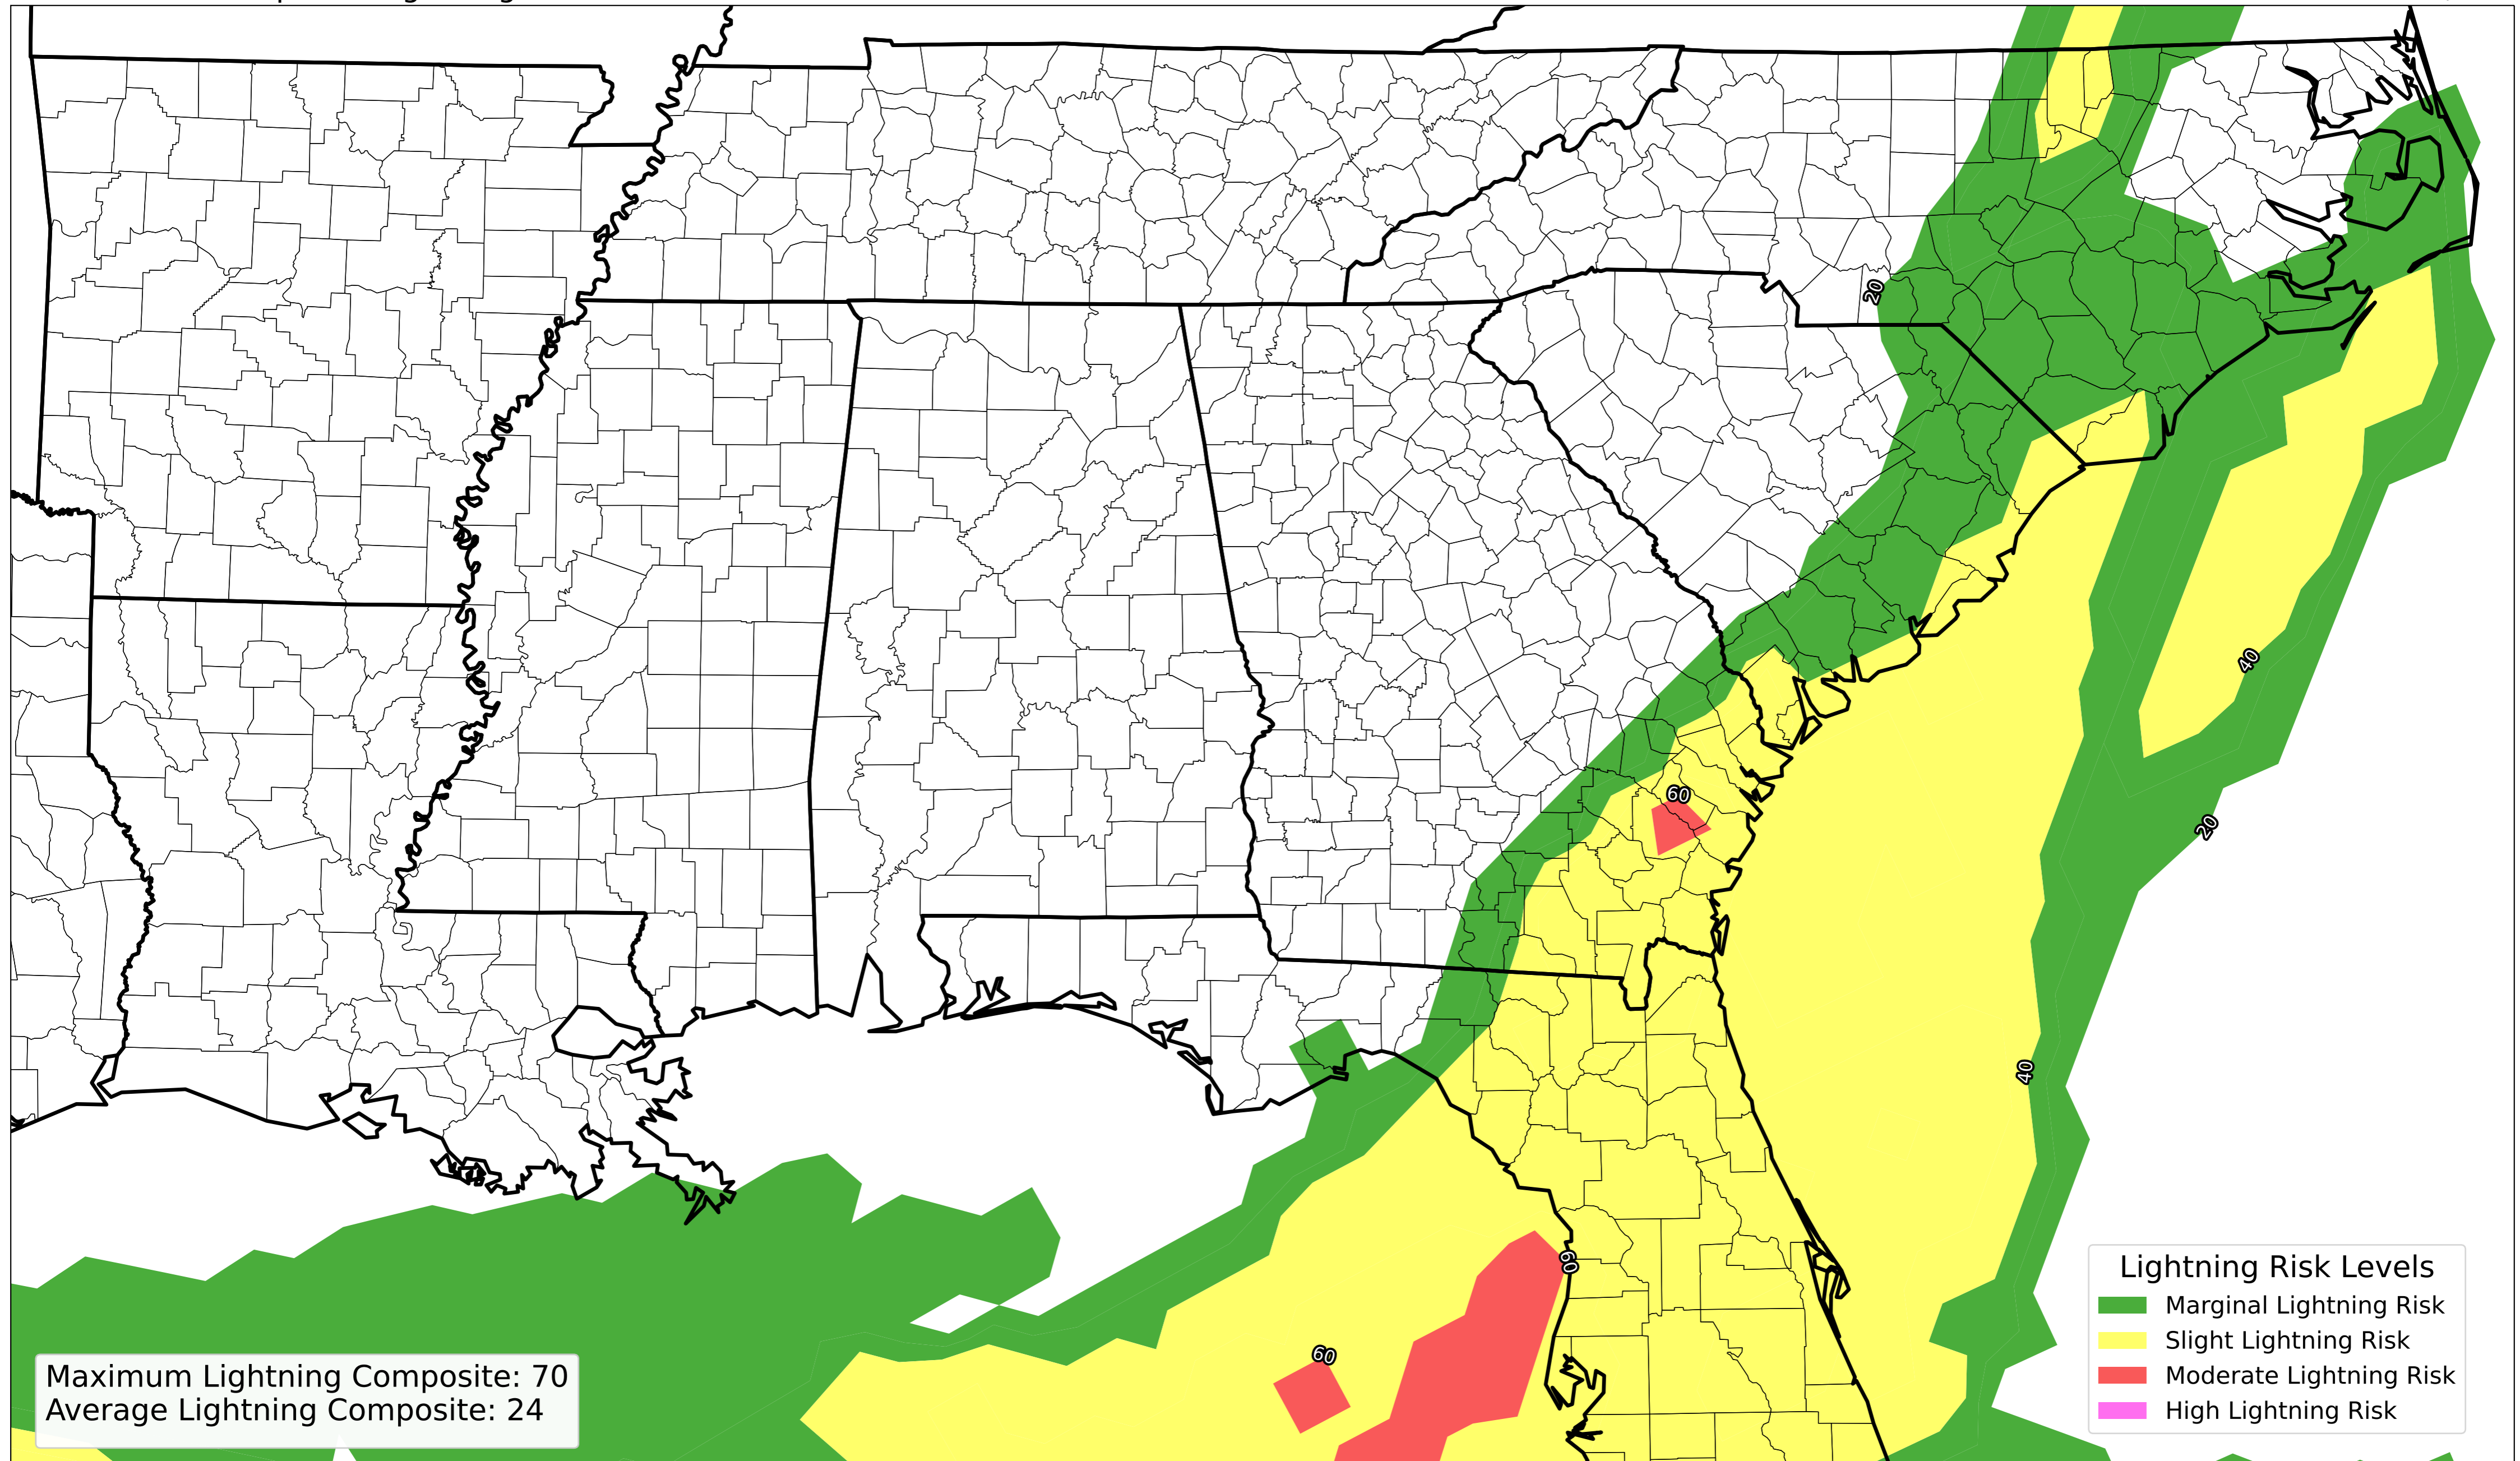 20
40
60
20
40
60
60
Lightning Risk Levels
Marginal Lightning Risk
Slight Lightning Risk
Moderate Lightning Risk
High Lightning Risk
Maximum Lightning Composite: 70
Average Lightning Composite: 24